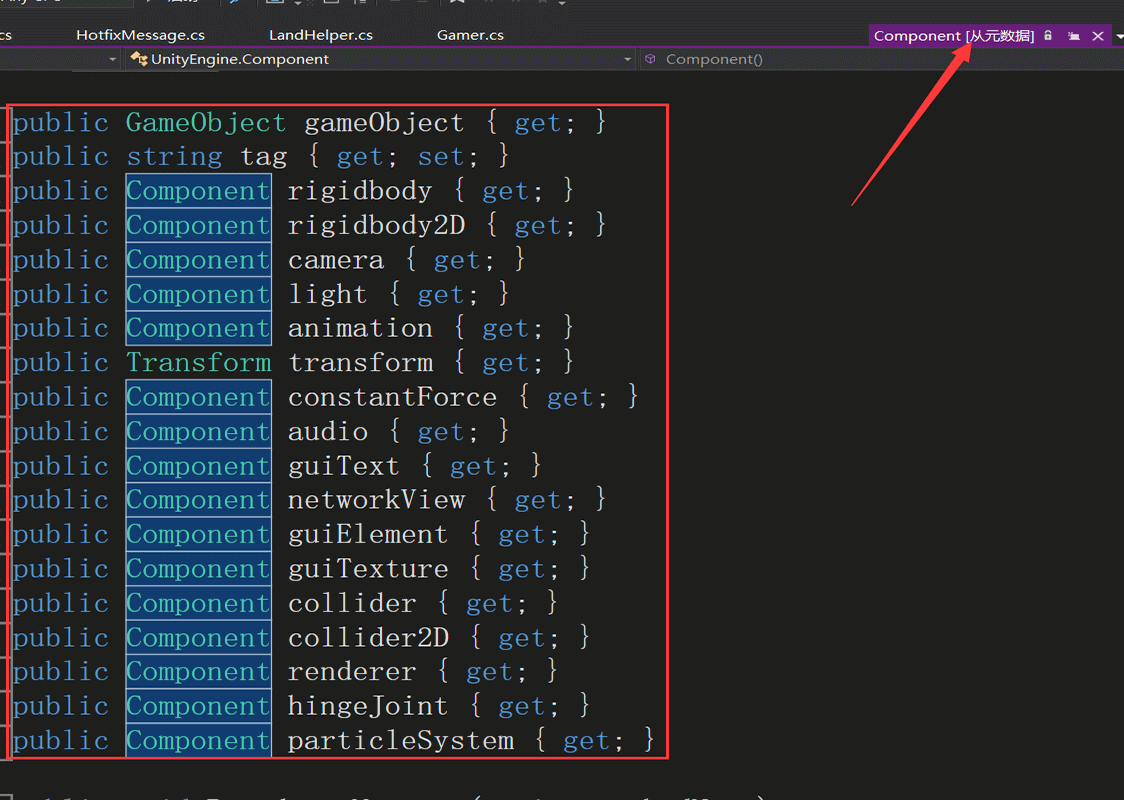 cs HotfixMessage.cs LandHelper.cs Gamer.cs Component [从元数据]
UnityEngine.Component Component()
public GameObject gameObject { get; }
public string tag { get; set; }
public Component rigidbody { get; }
public Component rigidbody2D { get; }
public Component camera { get; }
public Component light { get; }
public Component animation { get; }
public Transform transform { get; }
public Component constantForce { get; }
public Component audio { get; }
public Component guiText { get; }
public Component networkView { get; }
public Component guiElement { get; }
public Component guiTexture { get; }
public Component collider { get; }
public Component collider2D { get; }
public Component renderer { get; }
public Component hingeJoint { get; }
public Component particleSystem { get; }